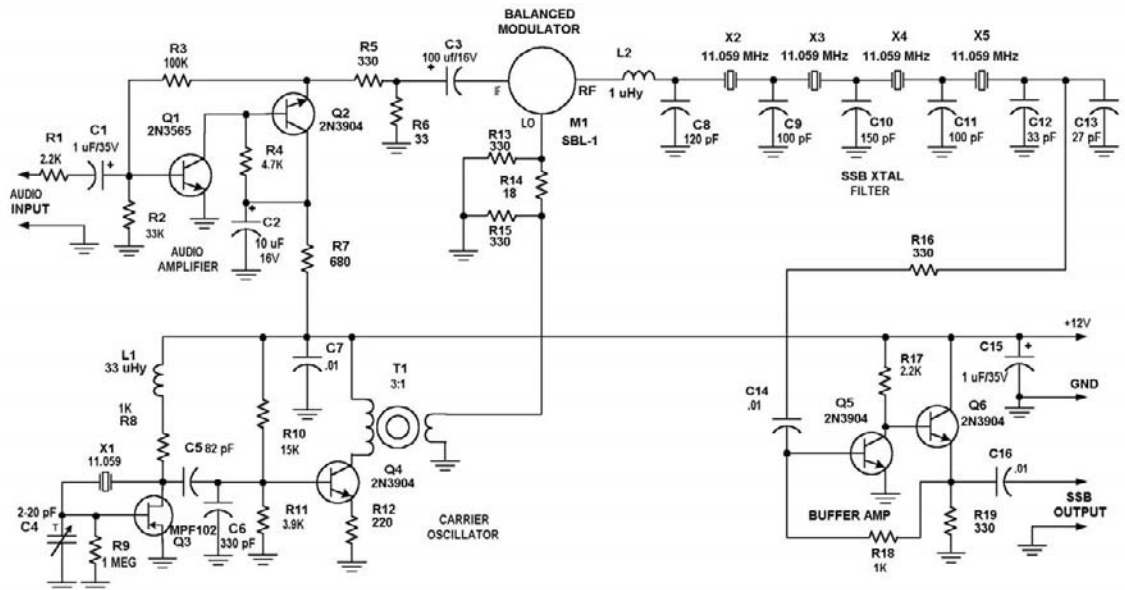 BALANCED
MODULATOR
R3
100K
R5
330
C3
+
100 uf/16V
IF
RF
LO
M1
SBL-1
L2
1 uHy
X2
11.059 MHz
X3
11.059 MHz
X4
11.059 MHz
X5
11.059 MHz
Q1
2N3565
Q2
2N3904
R1
2.2K
C1
1 uF/35V
+
R4
4.7K
R6
33
C8
120 pF
C9
100 pF
C10
150 pF
C11
100 pF
C12
33 pF
C13
27 pF
SSB XTAL
FILTER
AUDIO
INPUT
R2
33K
AUDIO
AMPLIFIER
+
C2
10 uF
16V
R7
680
R13
330
R14
18
R15
330
R16
330
+12V
L1
33 uHy
C7
.01
T1
3:1
R17
2.2K
C15
+
1 uF/35V
GND
1K
R8
X1
11.059
C5 82 pF
R10
15K
C14
.01
Q5
2N3904
Q6
2N3904
Q4
2N3904
C16
.01
2-20 pF
C4
T
R9
1 MEG
MPF102
Q3
C6
330 pF
R11
3.9K
R12
220
CARRIER
OSCILLATOR
BUFFER AMP
R18
1K
R19
330
SSB
OUTPUT